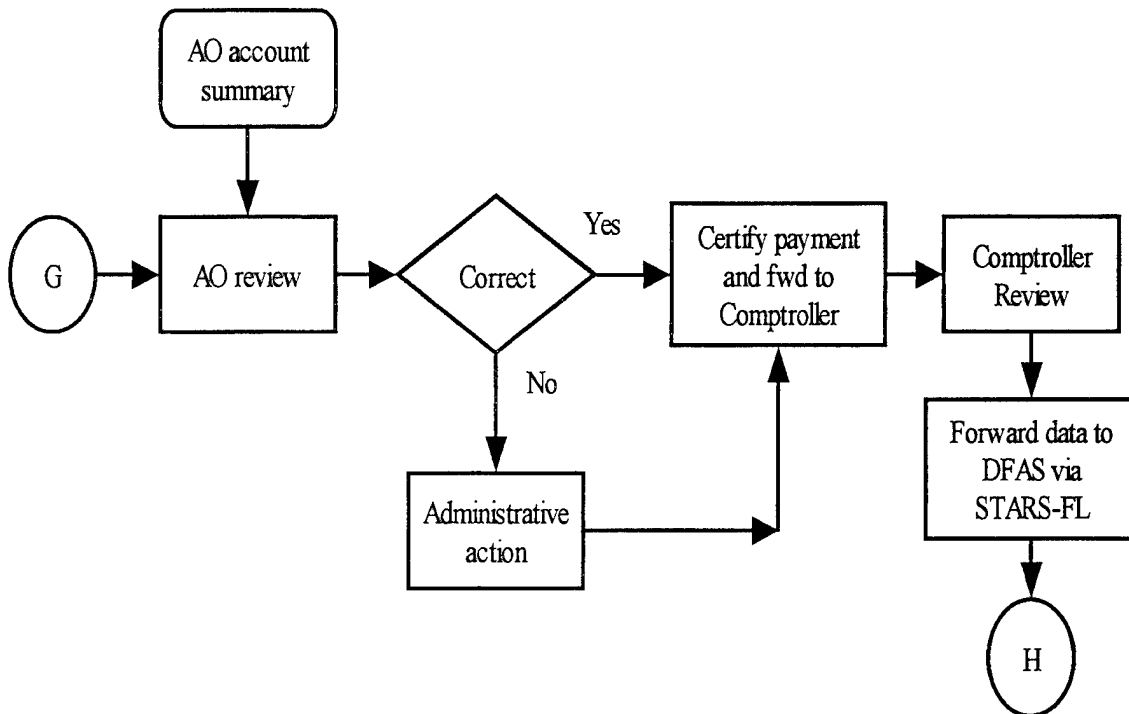 AO account
summary
G
AO review
Correct
Yes
No
Certify payment
and fwd to
Comptroller
Comptroller
Review
Administrative
action
Forward data to
DFAS via
STARS-FL
H